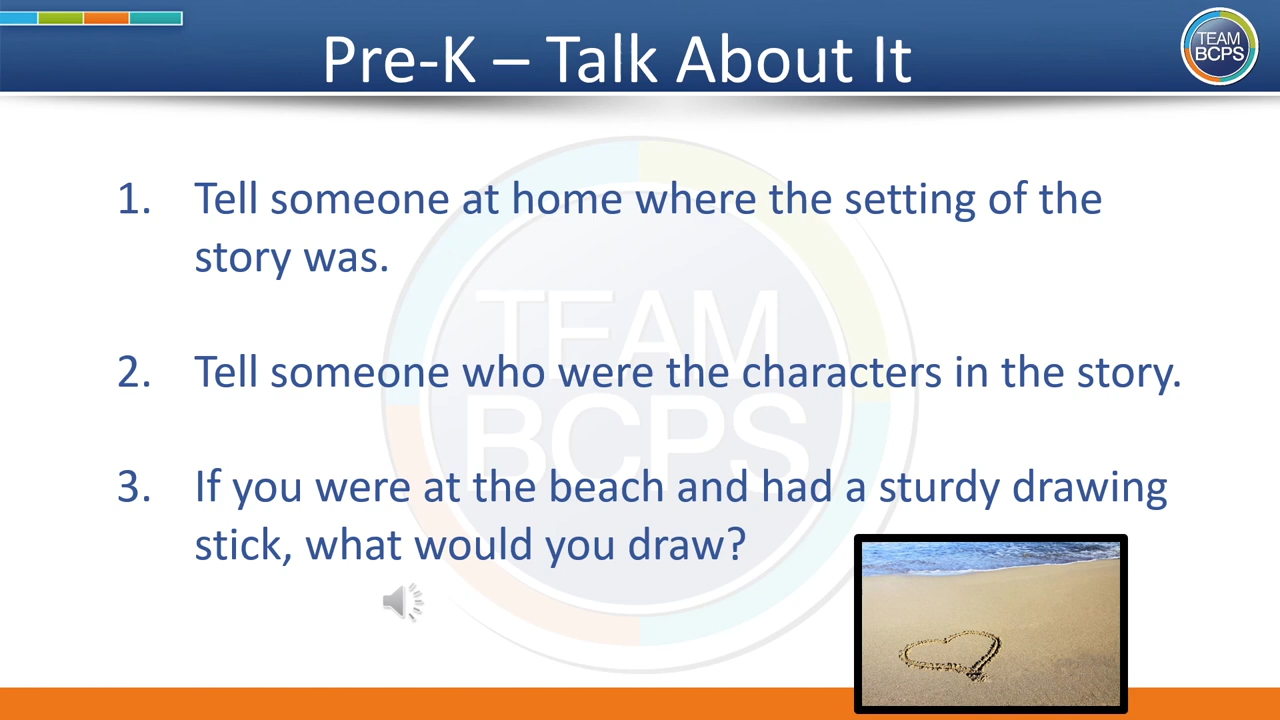 Pre-K – Talk About It
TEAM
BCPS
1. Tell someone at home where the setting of the
story was.
2. Tell someone who were the characters in the story.
3. If you were at the beach and had a sturdy drawing
stick, what would you draw?
TEAM
BCPS